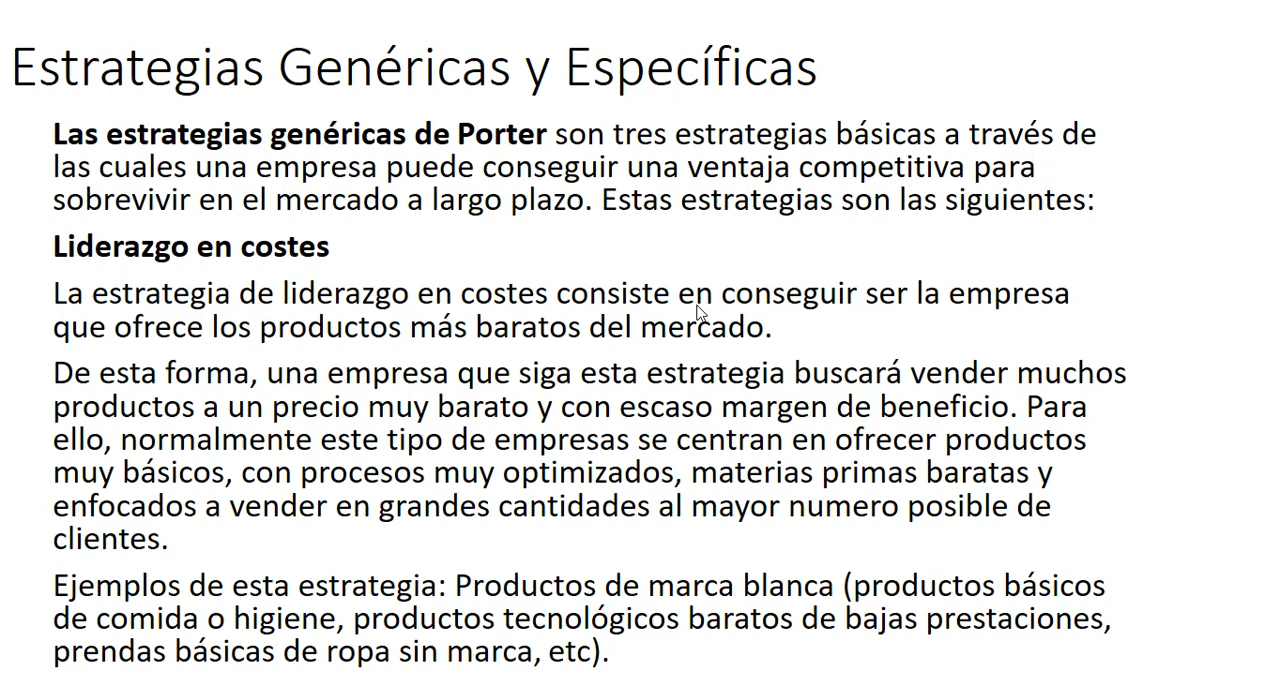 Estrategias Genéricas y Específicas
Las estrategias genéricas de Porter son tres estrategias básicas a través de
las cuales una empresa puede conseguir una ventaja competitiva para
sobrevivir en el mercado a largo plazo. Estas estrategias son las siguientes:
Liderazgo en costes
La estrategia de liderazgo en costes consiste en conseguir ser la empresa
que ofrece los productos más baratos del mercado.
De esta forma, una empresa que siga esta estrategia buscará vender muchos
productos a un precio muy barato y con escaso margen de beneficio. Para
ello, normalmente este tipo de empresas se centran en ofrecer productos
muy básicos, con procesos muy optimizados, materias primas baratas y
enfocados a vender en grandes cantidades al mayor numero posible de
clientes.
Ejemplos de esta estrategia: Productos de marca blanca (productos básicos
de comida o higiene, productos tecnológicos baratos de bajas prestaciones,
prendas básicas de ropa sin marca, etc).